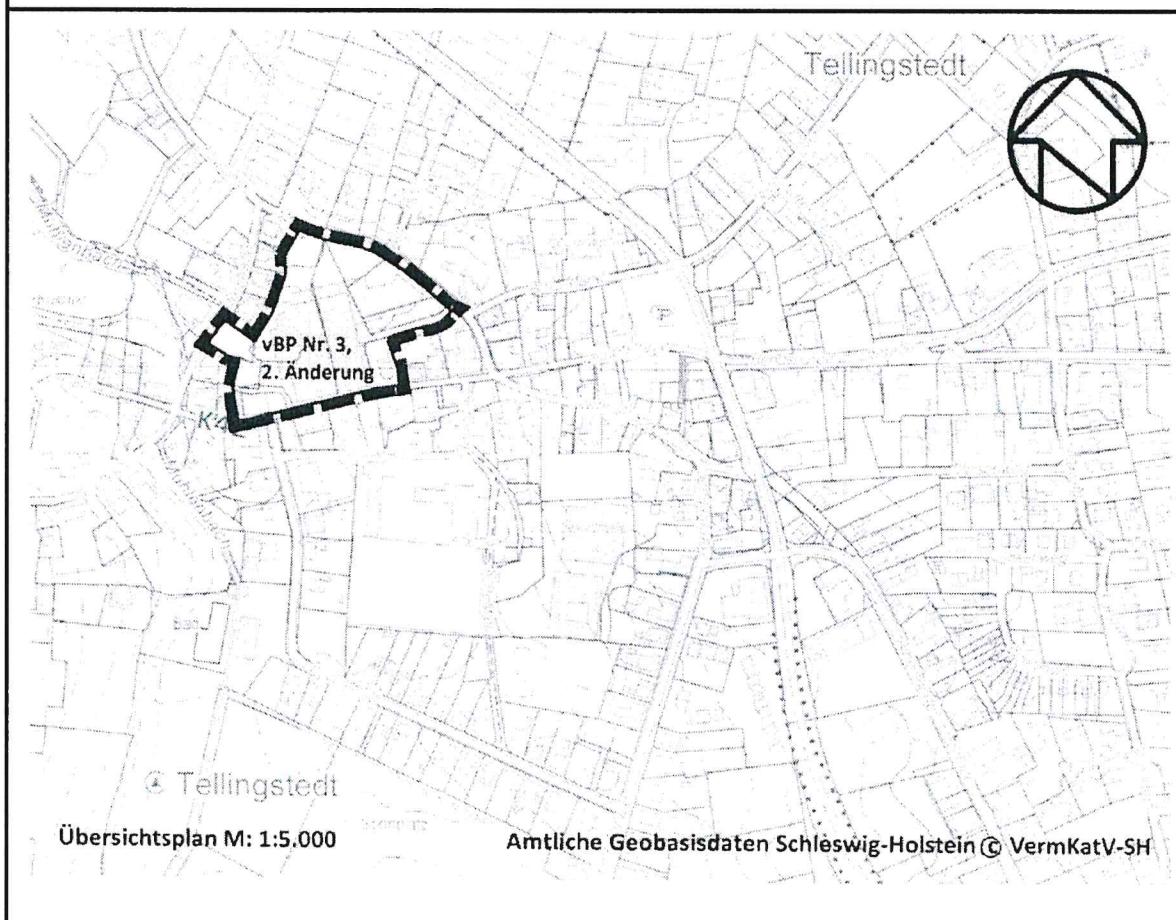 Tellingstedt
vBP Nr. 3,
2. Änderung
Tellingstedt
Übersichtsplan M: 1:5.000
Amtliche Geobasisdaten Schleswig-Holstein © VermKatV-SH